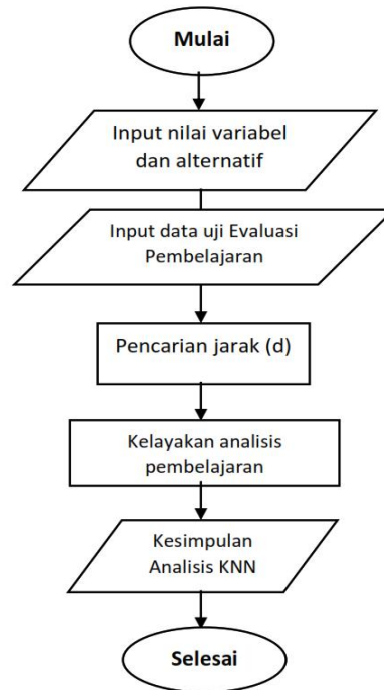 Mulai
Input nilai variabel
dan alternatif
Input data uji Evaluasi
Pembelajaran
Pencarian jarak (d)
Kelayakan analisis
pembelajaran
Kesimpulan
Analisis KNN
Selesai